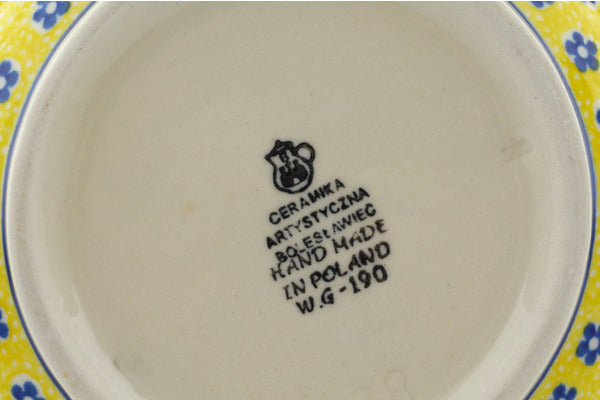 CERAMIKA
ARTYSTYCZNA
BOLESŁAWIEC
HAND MADE
IN POLAND
W.G-190